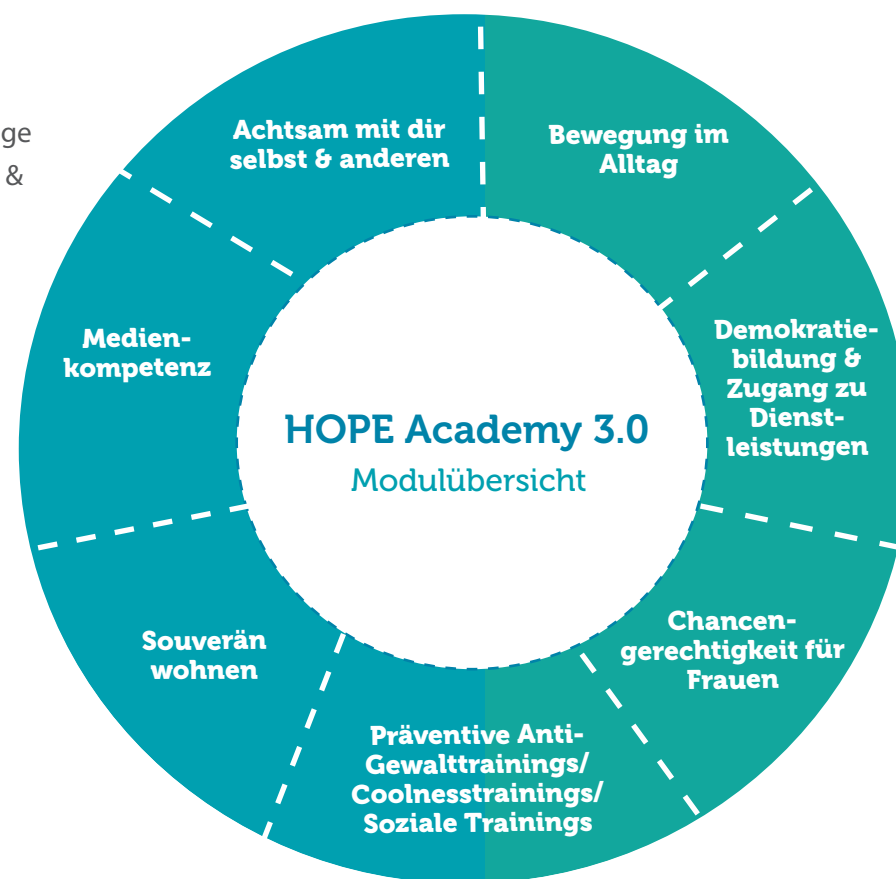 ge
&
Achtsam mit dir
selbst & anderen
Bewegung im
Alltag
Demokratie-
bildung &
Zugang zu
Dienst-
leistungen
Chancen-
gerechtigkeit für
Frauen
Präventive Anti-
Gewalttrainings/
Coolnesstrainings/
Soziale Trainings
Souverän
wohnen
Medien-
kompetenz
HOPE Academy 3.0
Modulübersicht